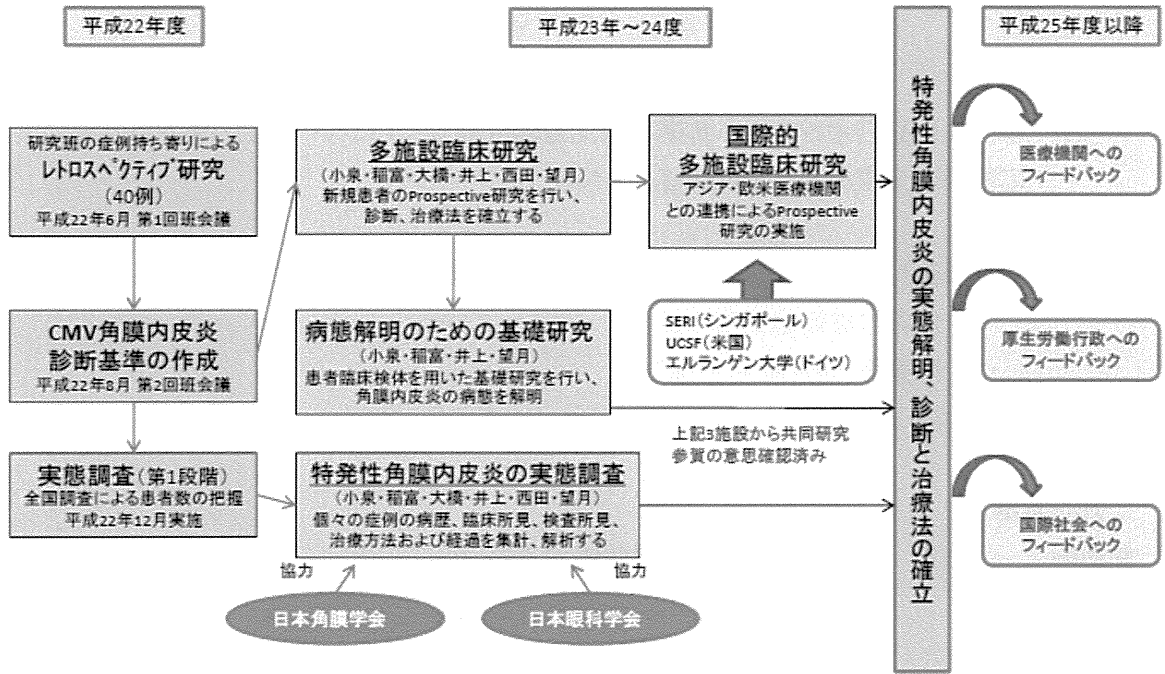 平成22年度
平成23年～24度
平成25年度以降
研究班の症例持ち寄りによる
レトロスペクティブ研究
(40例)
平成22年6月 第1回班会議
CMV角膜内皮炎
診断基準の作成
平成22年8月 第2回班会議
実態調査(第1段階)
全国調査による患者数の把握
平成22年12月実施
多施設臨床研究
(小泉・稲富・大橋・井上・西田・望月)
新規患者のProspective研究を行い、
診断、治療法を確立する
病態解明のための基礎研究
(小泉・稲富・井上・望月)
患者臨床検体を用いた基礎研究を行い、
角膜内皮炎の病態を解明
特発性角膜内皮炎の実態調査
(小泉・稲富・大橋・井上・西田・望月)
個々の症例の病歴、臨床所見、検査所見、
治療方法および経過を集計、解析する
協力
協力
日本角膜学会
日本眼科学会
国際的
多施設臨床研究
アジア・欧米医療機関
との連携によるProspective
研究の実施
SERI(シンガポール)
UCSF(米国)
エルランゲン大学(ドイツ)
上記3施設から共同研究
参賀の意思確認済み
特発性角膜内皮炎の実態解明、診断と治療法の確立
医療機関への
フィードバック
厚生労働行政への
フィードバック
国際社会への
フィードバック